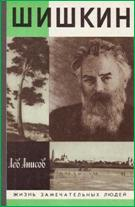 ШИШКИН
Лев Анисов
ЖИЗНЬ ЗАМЕЧАТЕЛЬНЫХ ЛЮДЕЙ